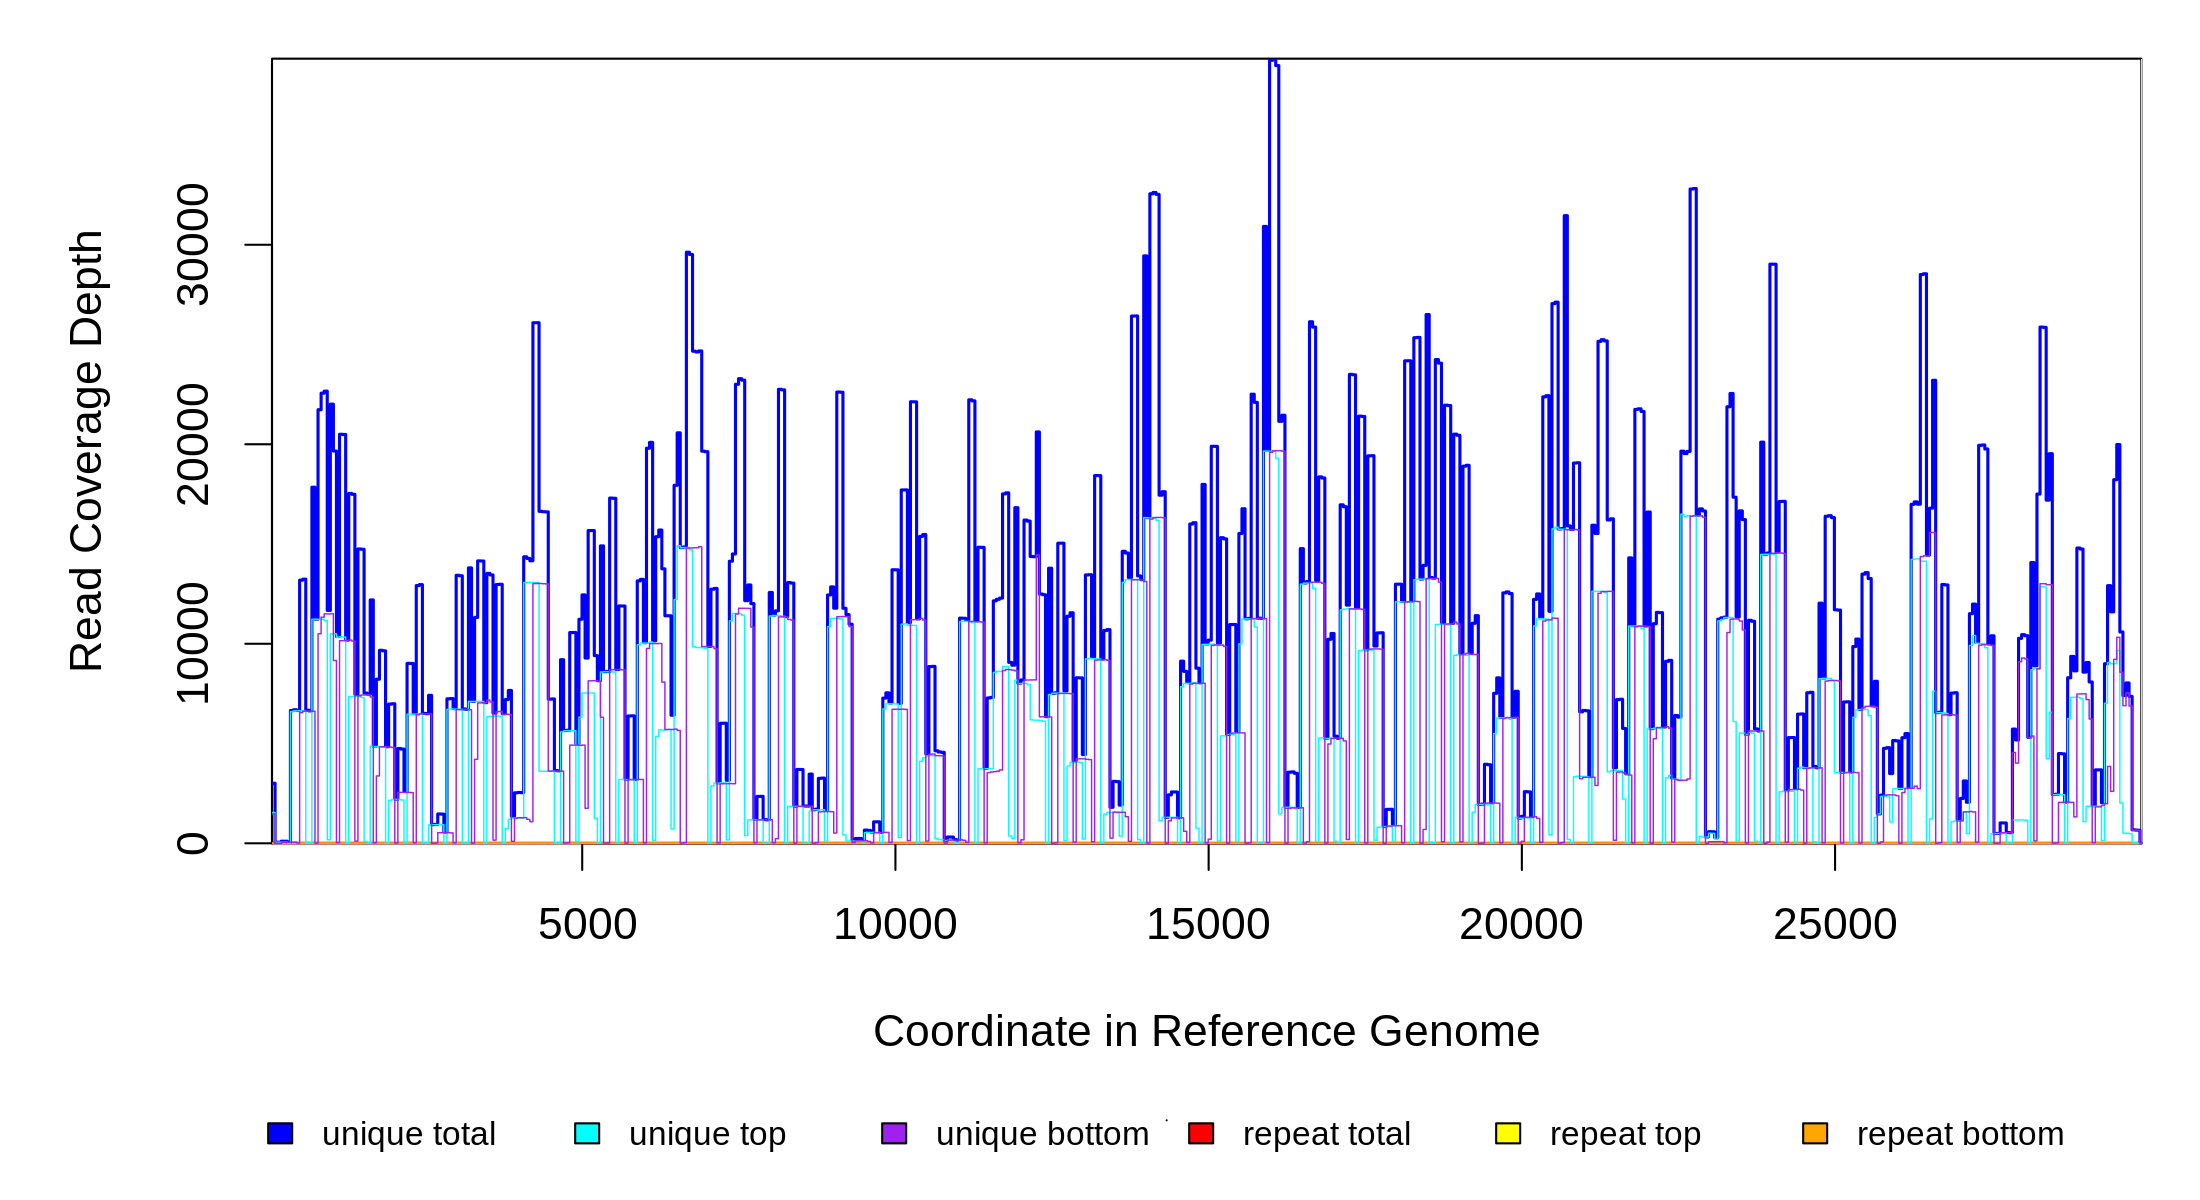 Read Coverage Depth
30000
20000
10000
0
5000 10000 15000 20000 25000
Coordinate in Reference Genome
unique total unique top unique bottom repeat total repeat top repeat bottom